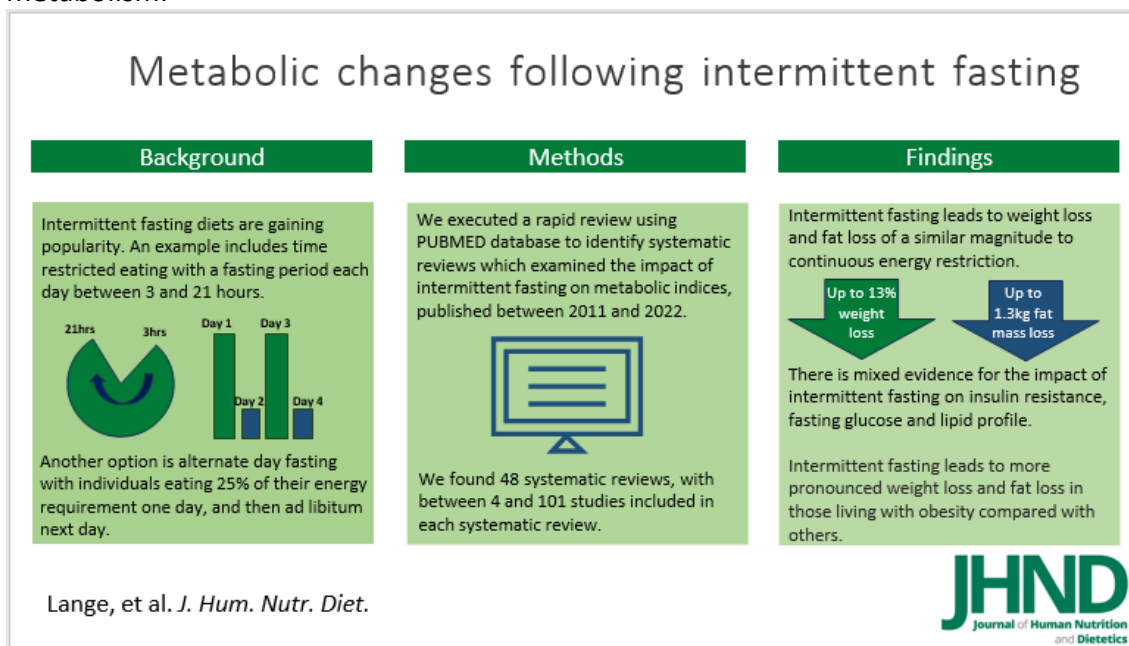 metabolism.
Metabolic changes following intermittent fasting
Background
Intermittent fasting diets are gaining
popularity. An example includes time
restricted eating with a fasting period each
day between 3 and 21 hours.
21hrs
3hrs
Day 1
Day 3
Day 2
Day 4
Another option is alternate day fasting
with individuals eating 25% of their energy
requirement one day, and then ad libitum
next day.
Methods
We executed a rapid review using
PUBMED database to identify systematic
reviews which examined the impact of
intermittent fasting on metabolic indices,
published between 2011 and 2022.
We found 48 systematic reviews, with
between 4 and 101 studies included in
each systematic review.
Findings
Intermittent fasting leads to weight loss
and fat loss of a similar magnitude to
continuous energy restriction.
Up to 13%
weight
loss
Up to
1.3kg fat
mass loss
There is mixed evidence for the impact of
intermittent fasting on insulin resistance,
fasting glucose and lipid profile.
Intermittent fasting leads to more
pronounced weight loss and fat loss in
those living with obesity compared with
others.
Lange, et al. J. Hum. Nutr. Diet.
JHND
Journal of Human Nutrition
and Dietetics